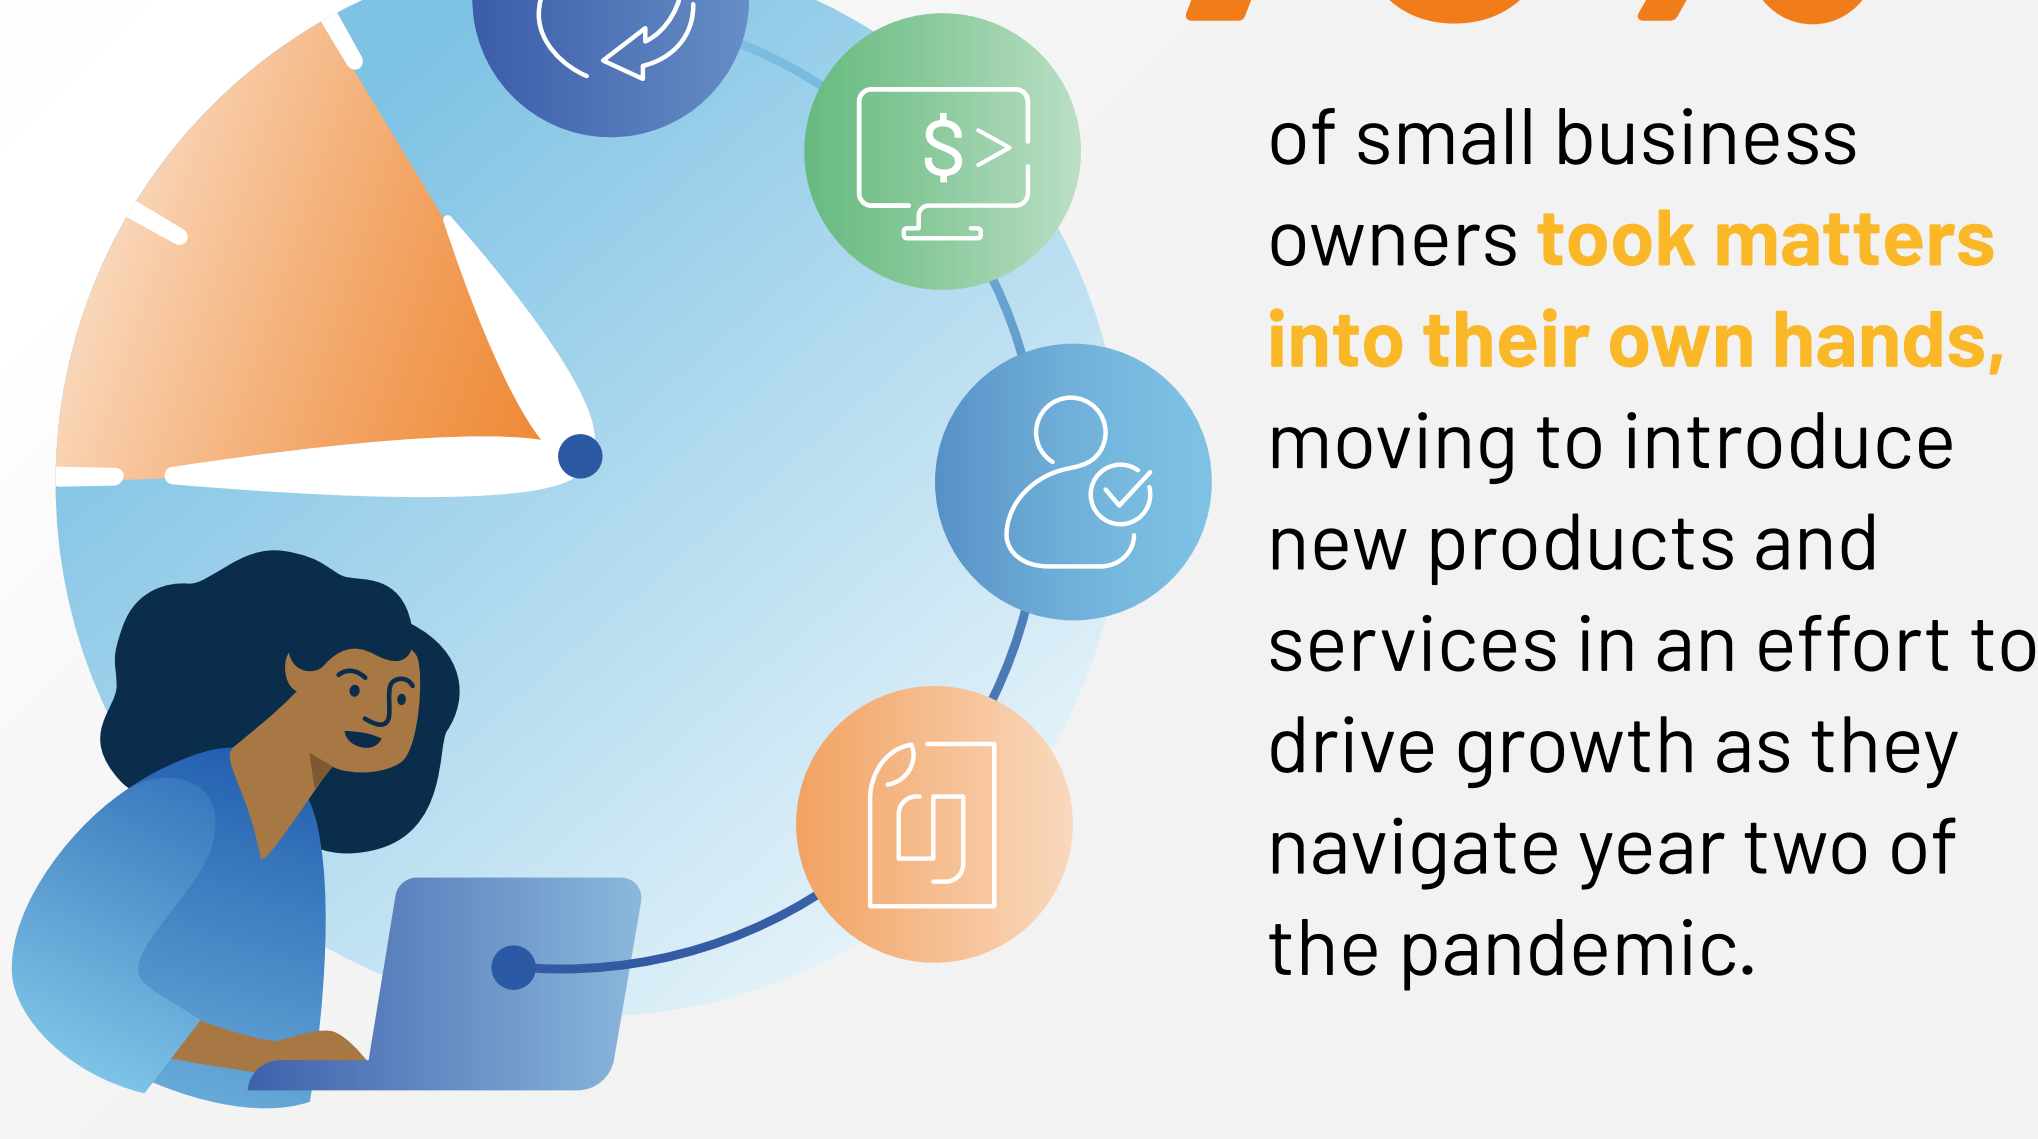 of small business
owners took matters
into their own hands,
moving to introduce
new products and
services in an effort to
drive growth as they
navigate year two of
the pandemic.
$>